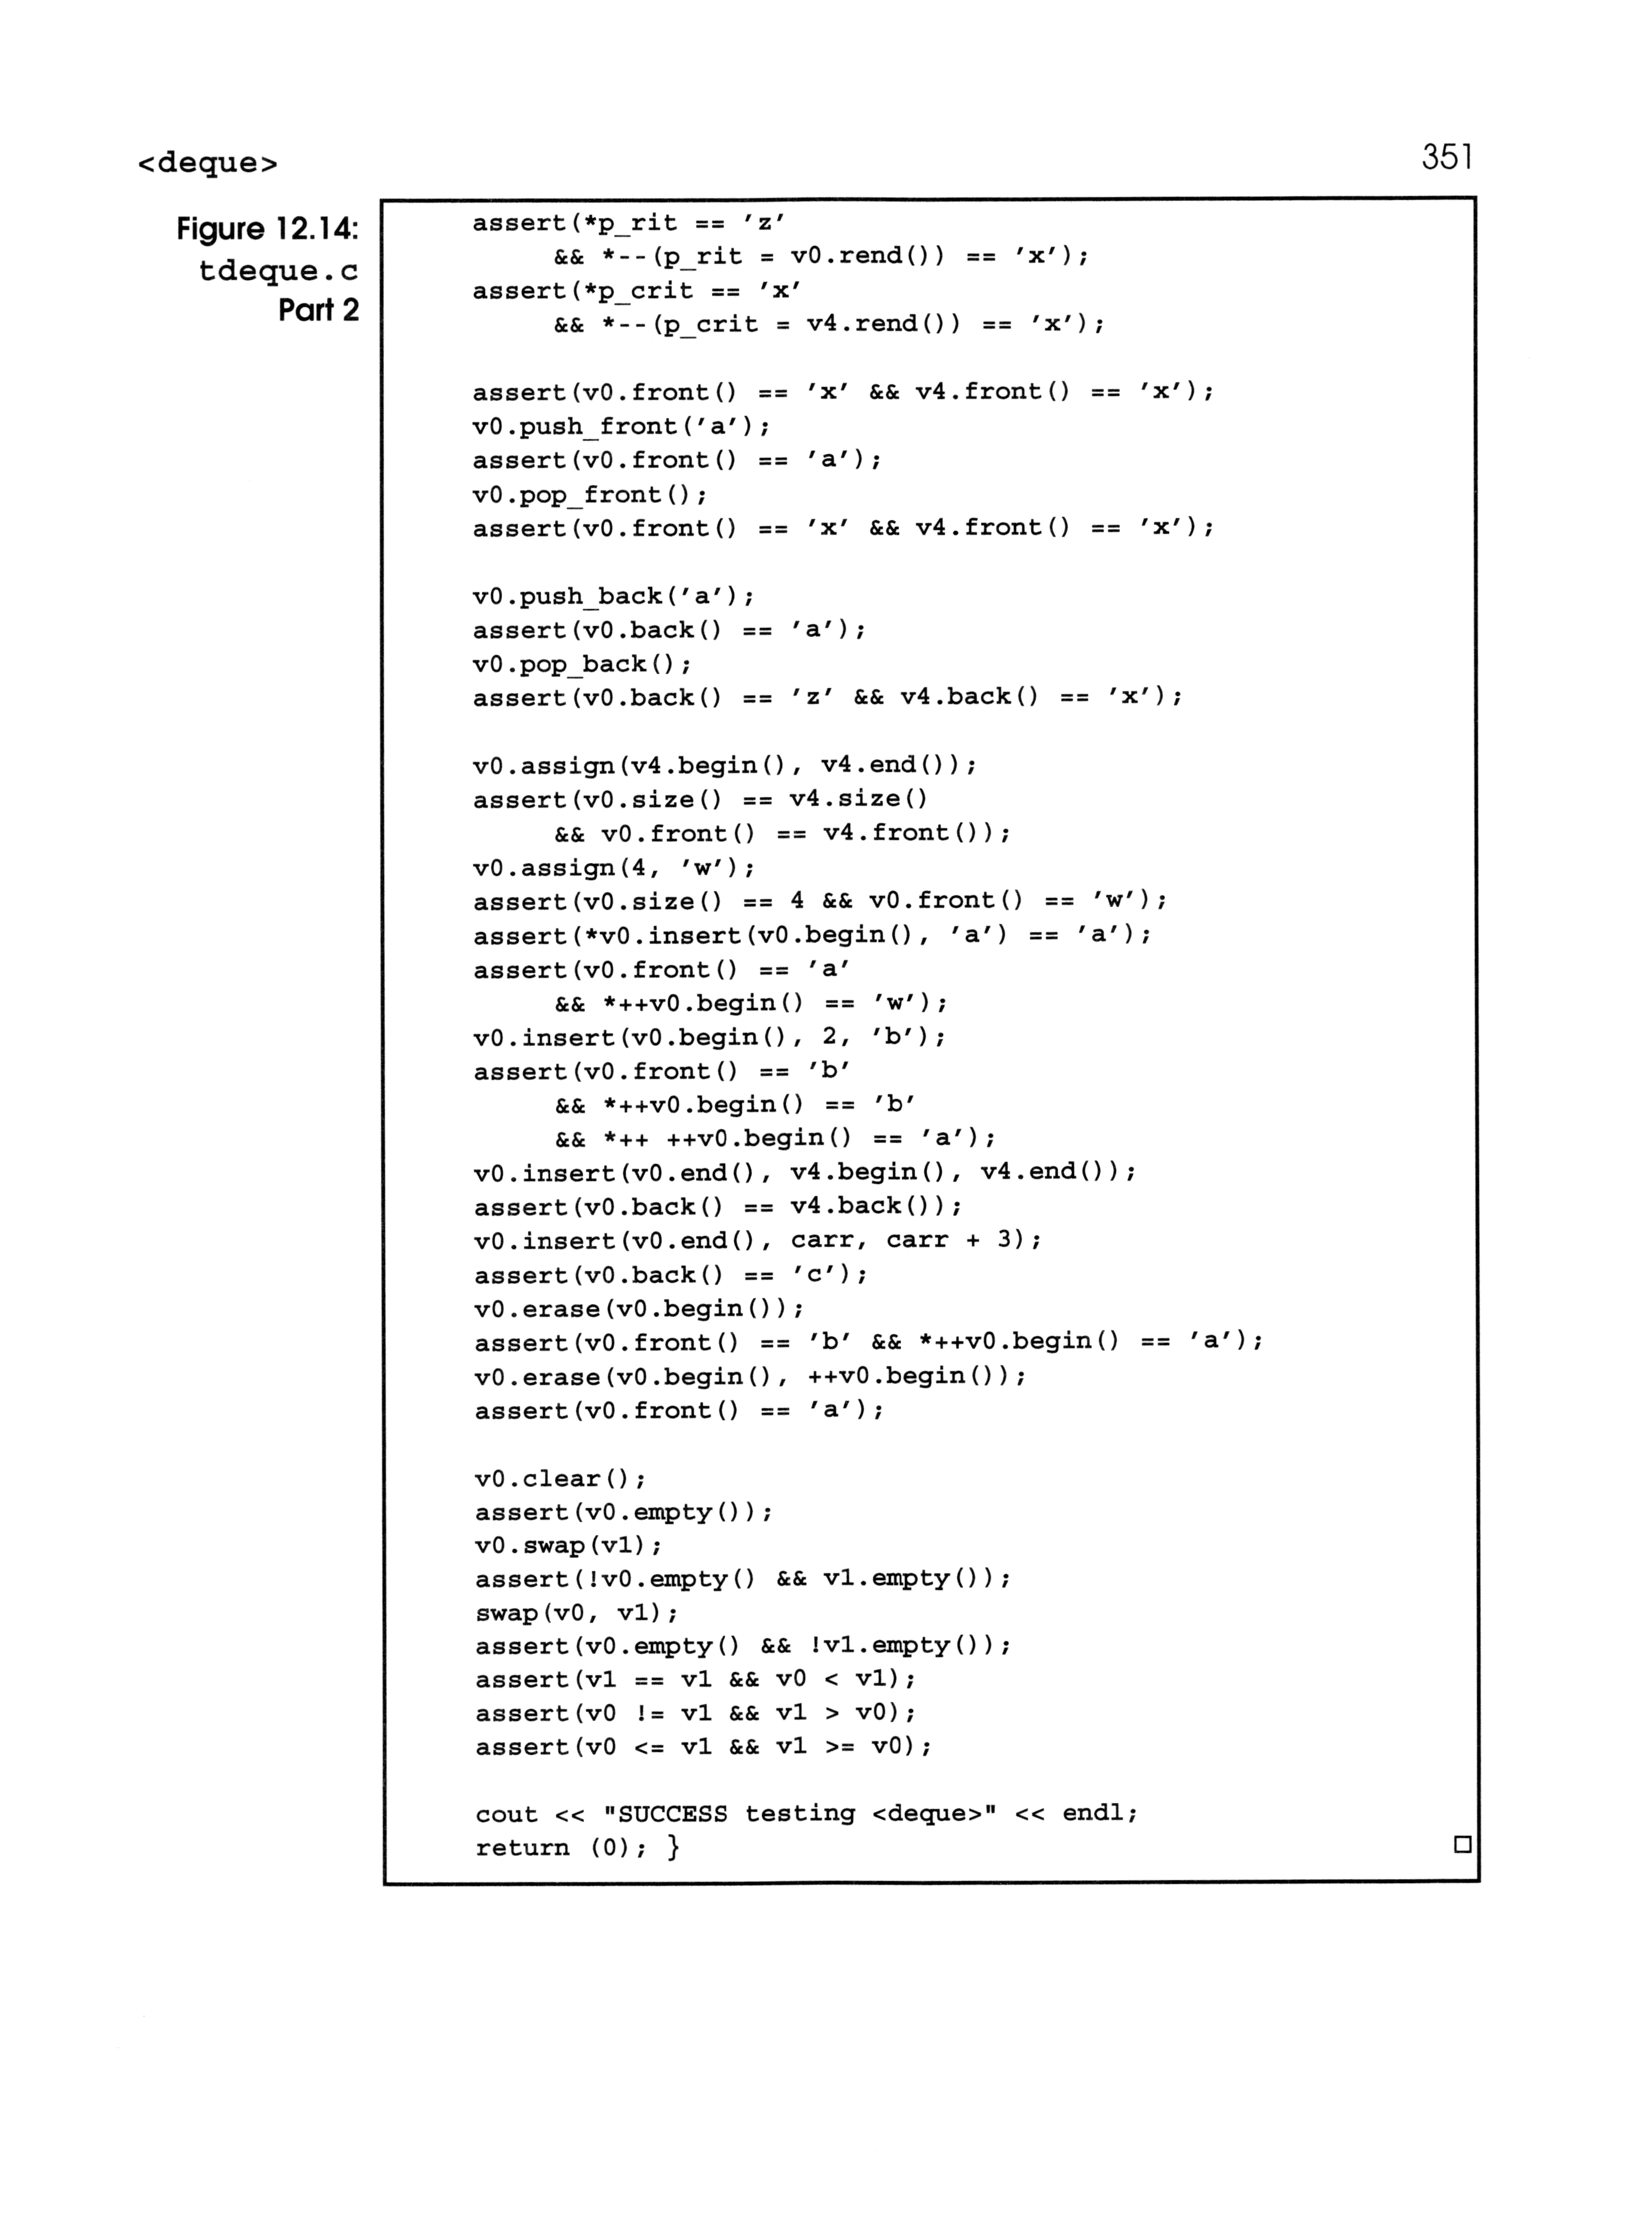 <deque>
351
Figure 12.14:
tdeque.c
Part 2
assert(*p_rit == 'z'
&& *--(p_rit = v0.rend()) == 'x');
assert(*p_crit == 'x'
&& *--(p_crit = v4.rend()) == 'x');
assert(v0.front() == 'x' && v4.front() == 'x');
v0.push_front('a');
assert(v0.front() == 'a');
v0.pop_front();
assert(v0.front() == 'x' && v4.front() == 'x');
v0.push_back('a');
assert(v0.back() == 'a');
v0.pop_back();
assert(v0.back() == 'z' && v4.back() == 'x');
v0.assign(v4.begin(), v4.end());
assert(v0.size() == v4.size()
&& v0.front() == v4.front());
v0.assign(4, 'w');
assert(v0.size() == 4 && v0.front() == 'w');
assert(*v0.insert(v0.begin(), 'a') == 'a');
assert(v0.front() == 'a'
&& *++v0.begin() == 'w');
v0.insert(v0.begin(), 2, 'b');
assert(v0.front() == 'b'
&& *++v0.begin() == 'b'
&& *++ ++v0.begin() == 'a');
v0.insert(v0.end(), v4.begin(), v4.end());
assert(v0.back() == v4.back());
v0.insert(v0.end(), carr, carr + 3);
assert(v0.back() == 'c');
v0.erase(v0.begin());
assert(v0.front() == 'b' && *++v0.begin() == 'a');
v0.erase(v0.begin(), ++v0.begin());
assert(v0.front() == 'a');
v0.clear();
assert(v0.empty());
v0.swap(v1);
assert(!v0.empty() && v1.empty());
swap(v0, v1);
assert(v0.empty() && !v1.empty());
assert(v1 == v1 && v0 < v1);
assert(v0 != v1 && v1 > v0);
assert(v0 <= v1 && v1 >= v0);
cout << "SUCCESS testing <deque>" << endl;
return (0); }
□